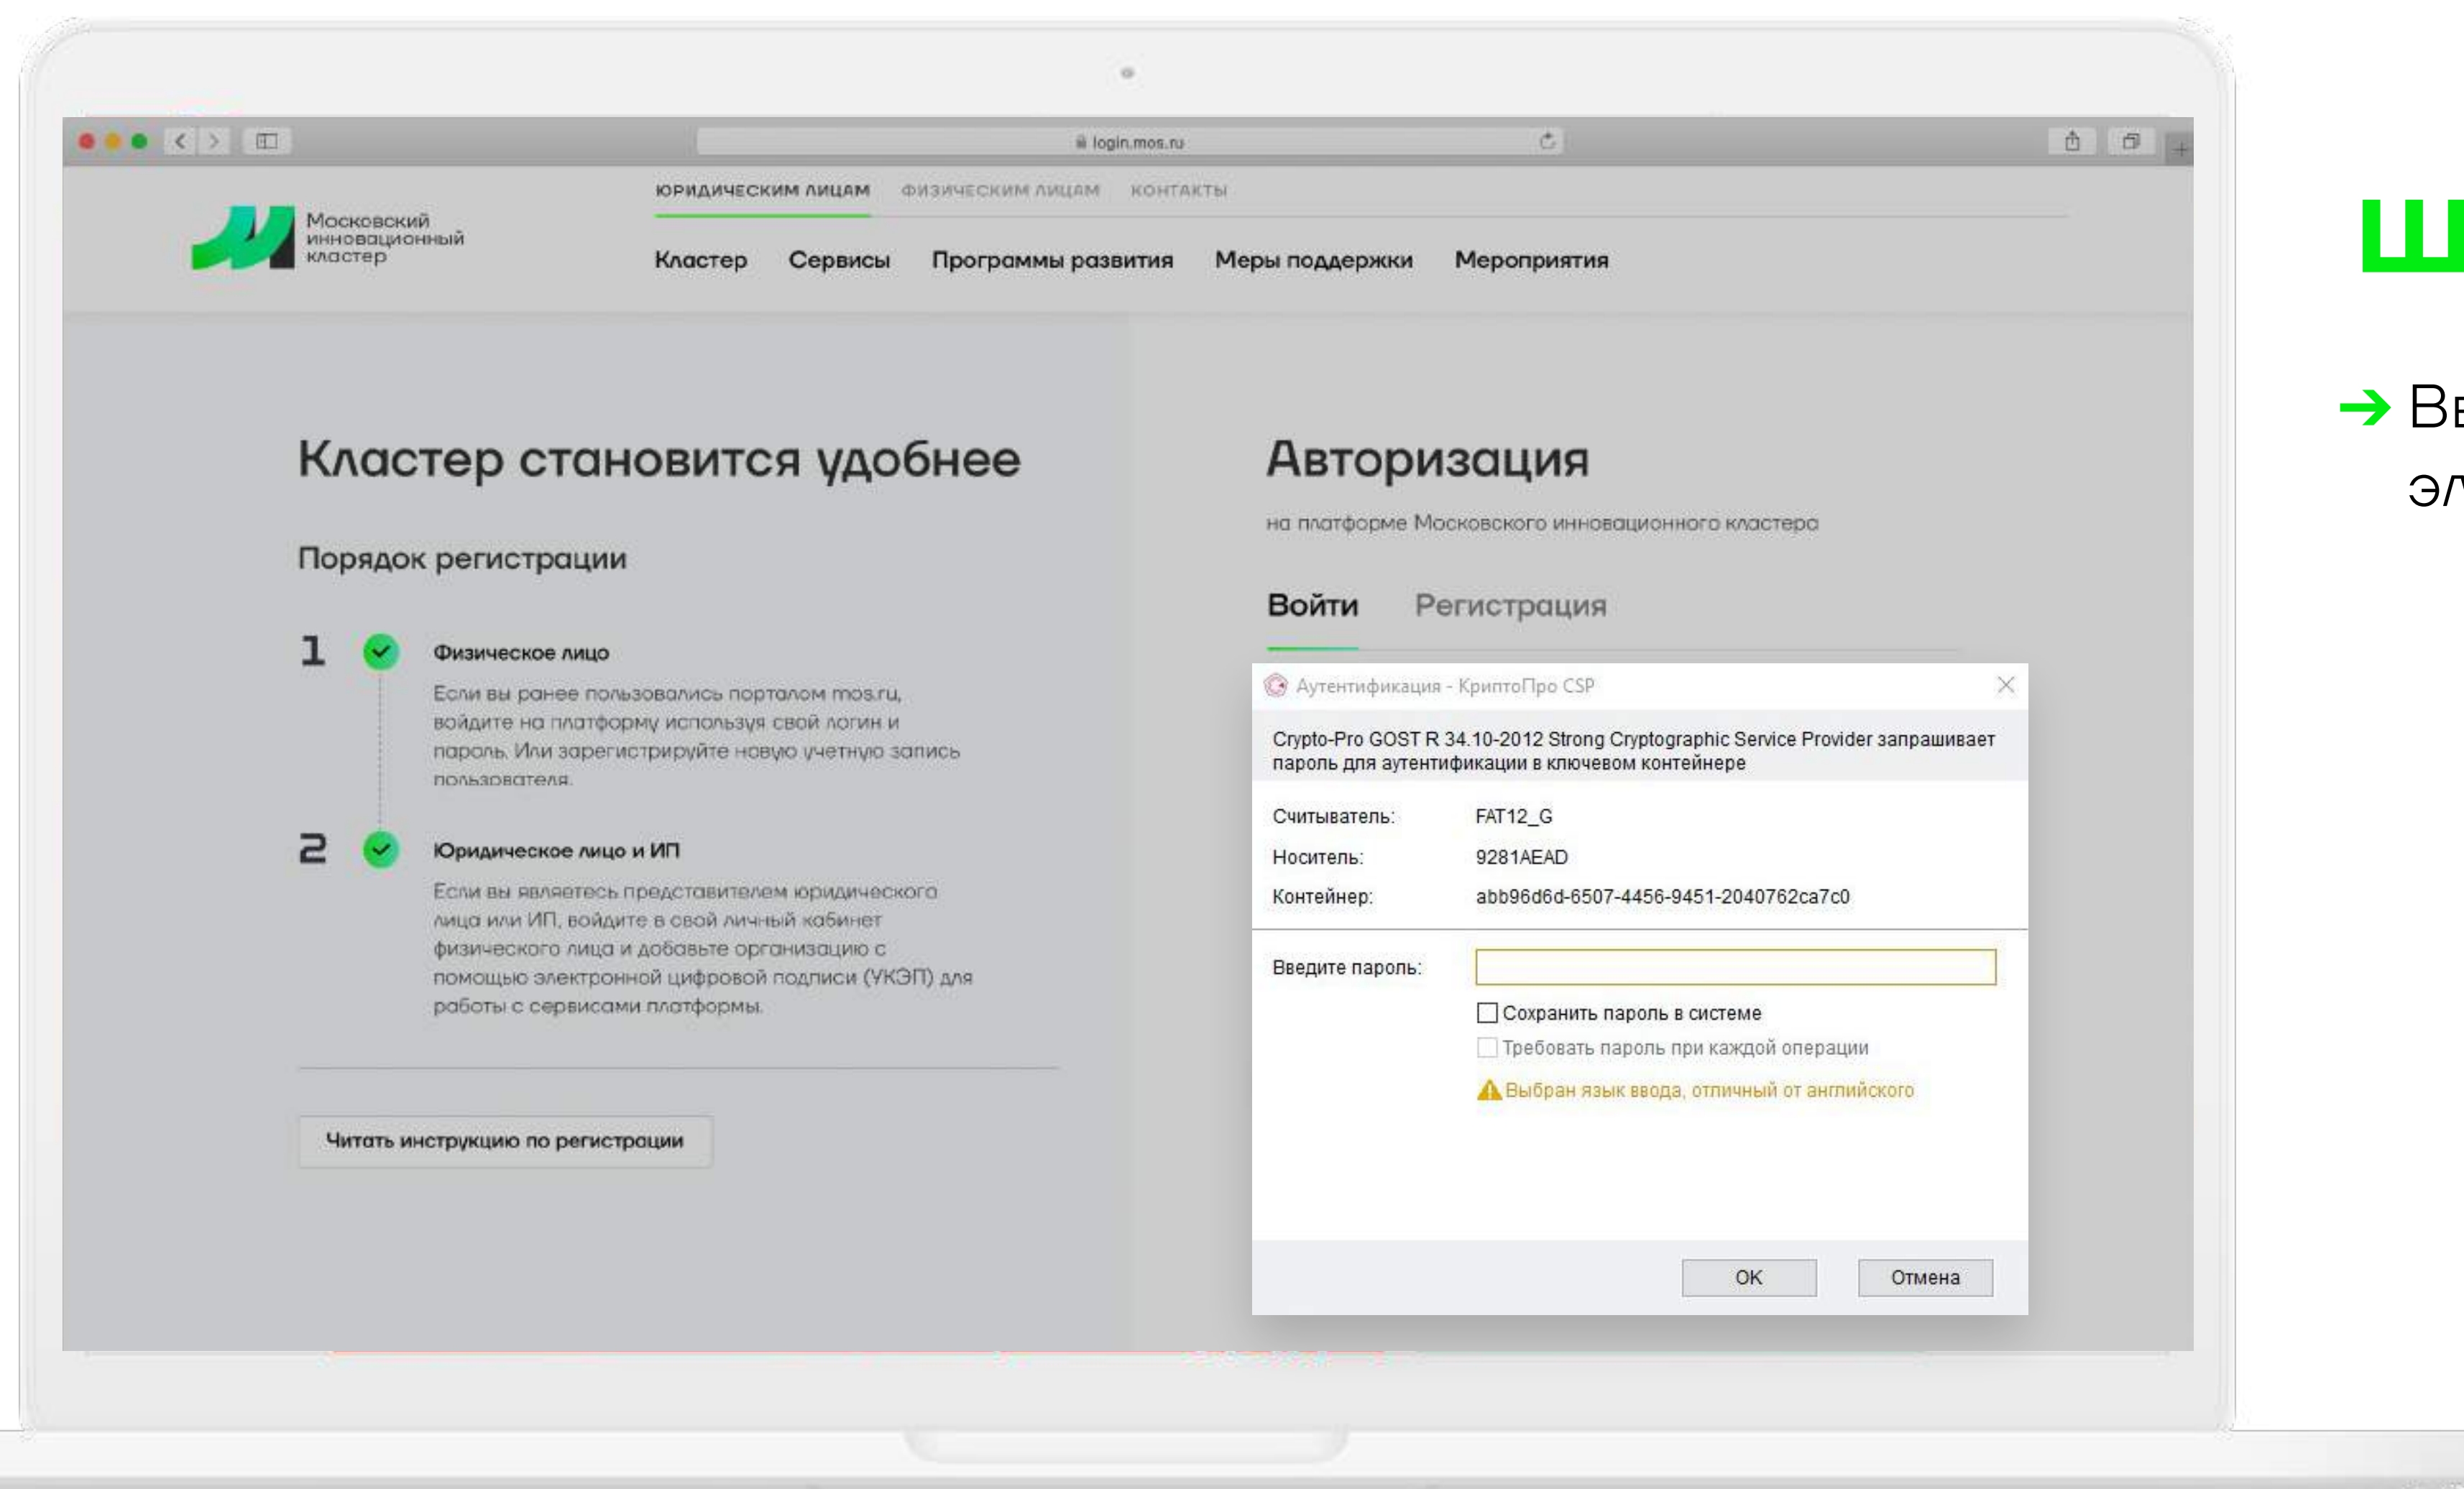 login.mos.ru
ЮРИДИЧЕСКИМ ЛИЦАМ ФИЗИЧЕСКИМ ЛИЦАМ КОНТАКТЫ
Московский
инновационный
кластер
Кластер Сервисы Программы развития Меры поддержки Мероприятия
Кластер становится удобнее
Порядок регистрации
1 Физическое лицо
Если вы ранее пользовались порталом mos.ru,
войдите на платформу используя свой логин и
пароль. Или зарегистрируйте новую учетную запись
пользователя.
2 Юридическое лицо и ИП
Если вы являетесь представителем юридического
лица или ИП, войдите в свой личный кабинет
физического лица и добавьте организацию с
помощью электронной цифровой подписи (УКЭП) для
работы с сервисами платформы.
Читать инструкцию по регистрации
Авторизация
на платформе Московского инновационного кластера
Войти Регистрация
Аутентификация - КриптоПро CSP
Crypto-Pro GOST R 34.10-2012 Strong Cryptographic Service Provider запрашивает
пароль для аутентификации в ключевом контейнере
Считыватель: FAT12_G
Носитель: 9281AEAD
Контейнер: abb96d6d-6507-4456-9451-2040762ca7c0
Введите пароль:
Сохранить пароль в системе
Требовать пароль при каждой операции
Выбран язык ввода, отличный от английского
OK Отмена